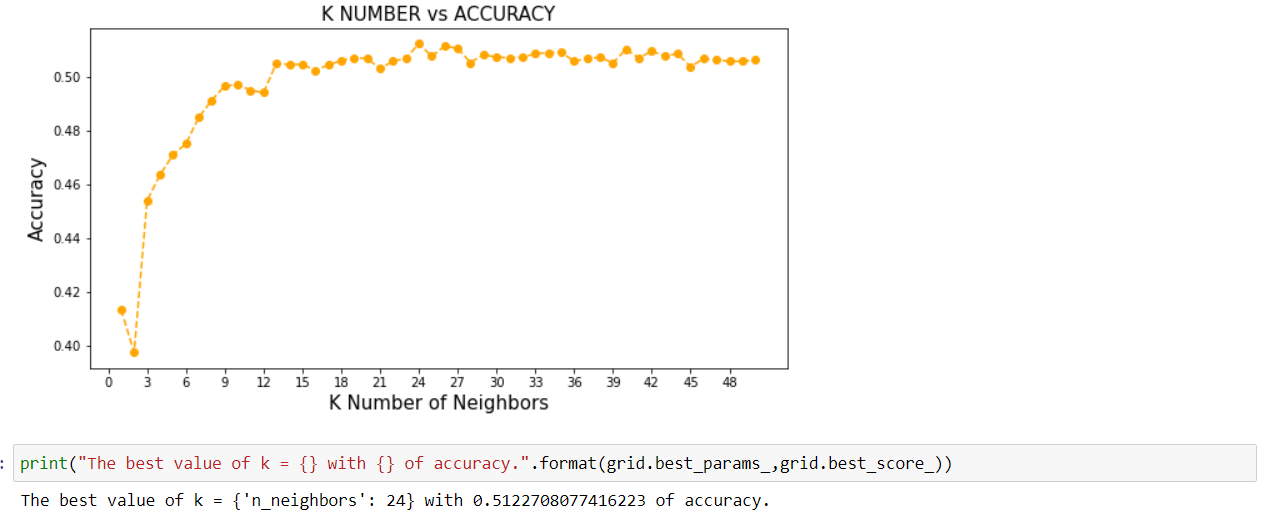 K NUMBER vs ACCURACY
0.50
0.48
0.46
0.44
0.42
0.40
Accuracy
0 3 6 9 12 15 18 21 24 27 30 33 36 39 42 45 48
K Number of Neighbors
: print("The best value of k = {} with {} of accuracy.".format(grid.best_params_,grid.best_score_))
The best value of k = {'n_neighbors': 24} with 0.5122708077416223 of accuracy.